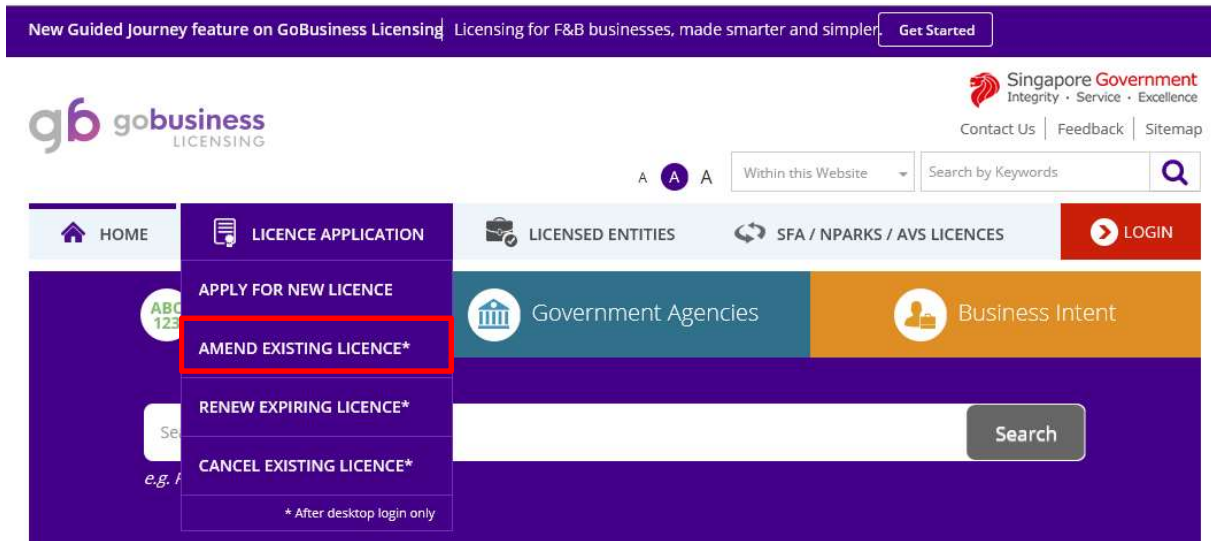 New Guided Journey feature on GoBusiness Licensing Licensing for F&B businesses, made smarter and simpler. Get Started
Singapore Government
Integrity · Service · Excellence
gb gobusiness
LICENSING
Contact Us Feedback Sitemap
A A A Within this Website Search by Keywords
HOME LICENCE APPLICATION LICENSED ENTITIES SFA / NPARKS / AVS LICENCES LOGIN
APPLY FOR NEW LICENCE
ABC
123
Government Agencies Business Intent
AMEND EXISTING LICENCE*
RENEW EXPIRING LICENCE*
Search
CANCEL EXISTING LICENCE*
e.g.
* After desktop login only